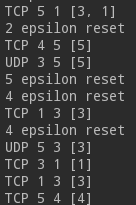 TCP 5 1 [3, 1]
2 epsilon reset
TCP 4 5 [5]
UDP 3 5 [5]
5 epsilon reset
4 epsilon reset
TCP 1 3 [3]
4 epsilon reset
UDP 5 3 [3]
TCP 3 1 [1]
TCP 1 3 [3]
TCP 5 4 [4]